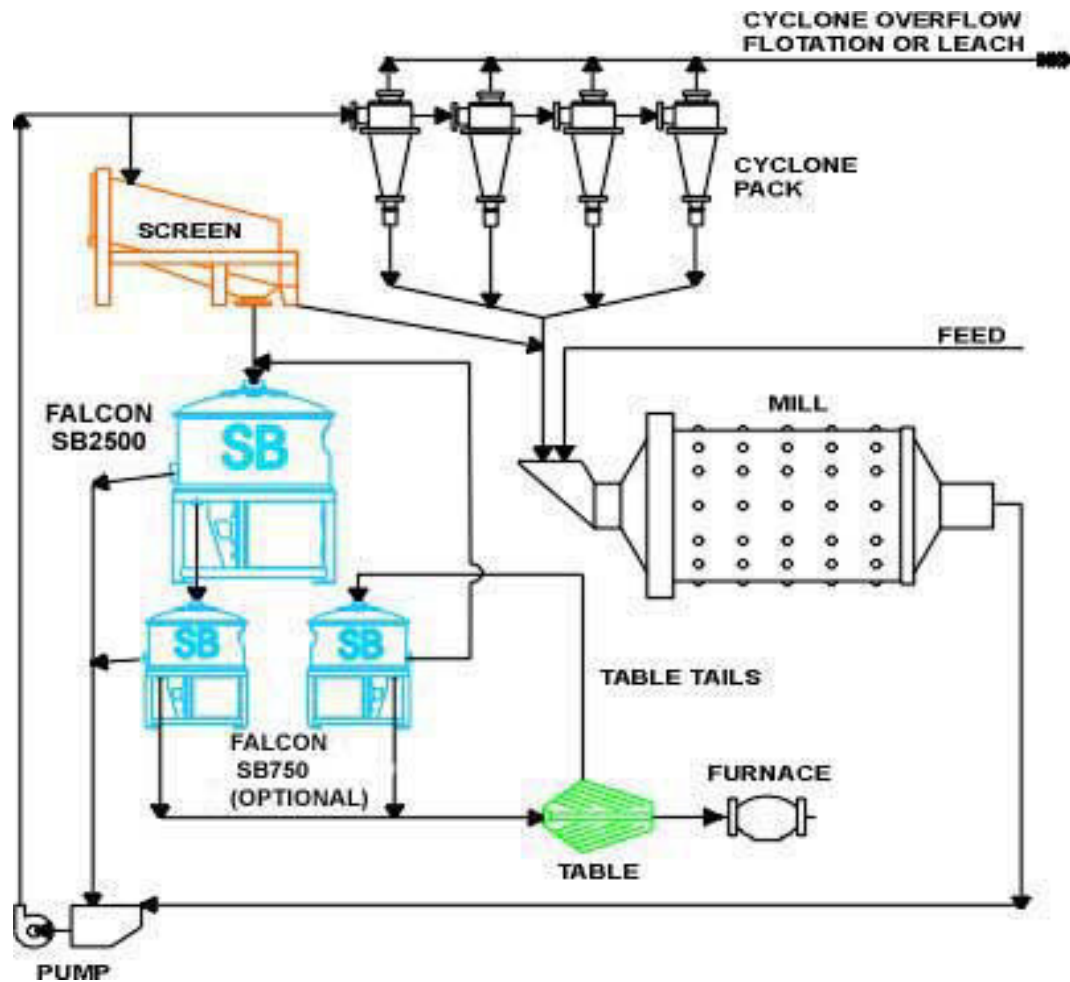 CYCLONE OVERFLOW
FLOTATION OR LEACH
CYCLONE
PACK
SCREEN
FEED
MILL
FALCON
SB2500
SB
SB
SB
TABLE TAILS
FALCON
SB750
(OPTIONAL)
FURNACE
TABLE
PUMP